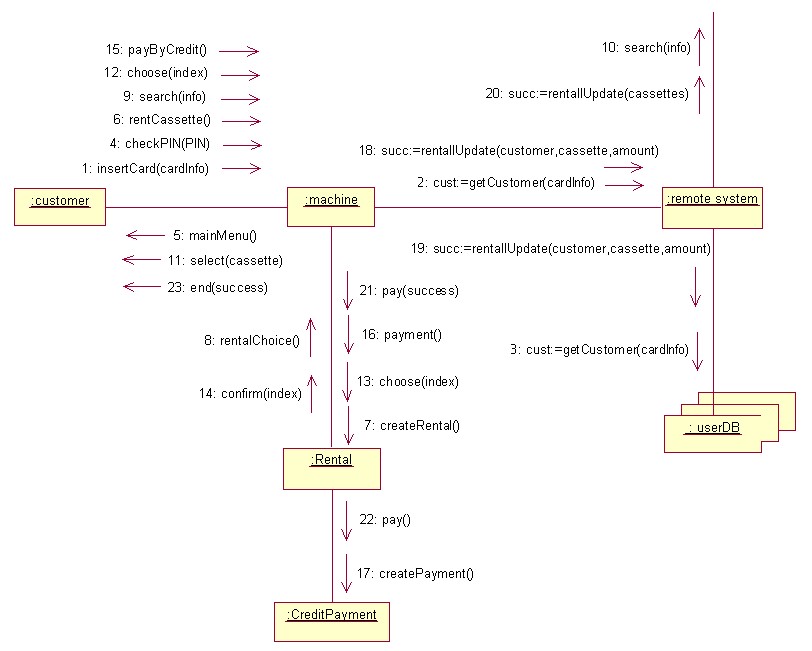 15: payByCredit()
12: choose(index)
9: search(info)
6: rentCassette()
4: checkPIN(PIN)
1: insertCard(cardInfo)
10: search(info)
20: succ:=rentallUpdate(cassettes)
18: succ:=rentallUpdate(customer,cassette,amount)
2: cust:=getCustomer(cardInfo)
:customer
:machine
:remote system
5: mainMenu()
11: select(cassette)
23: end(success)
19: succ:=rentallUpdate(customer,cassette,amount)
21: pay(success)
8: rentalChoice()
16: payment()
3: cust:=getCustomer(cardInfo)
14: confirm(index)
13: choose(index)
7: createRental()
: userDB
:Rental
22: pay()
17: createPayment()
:CreditPayment